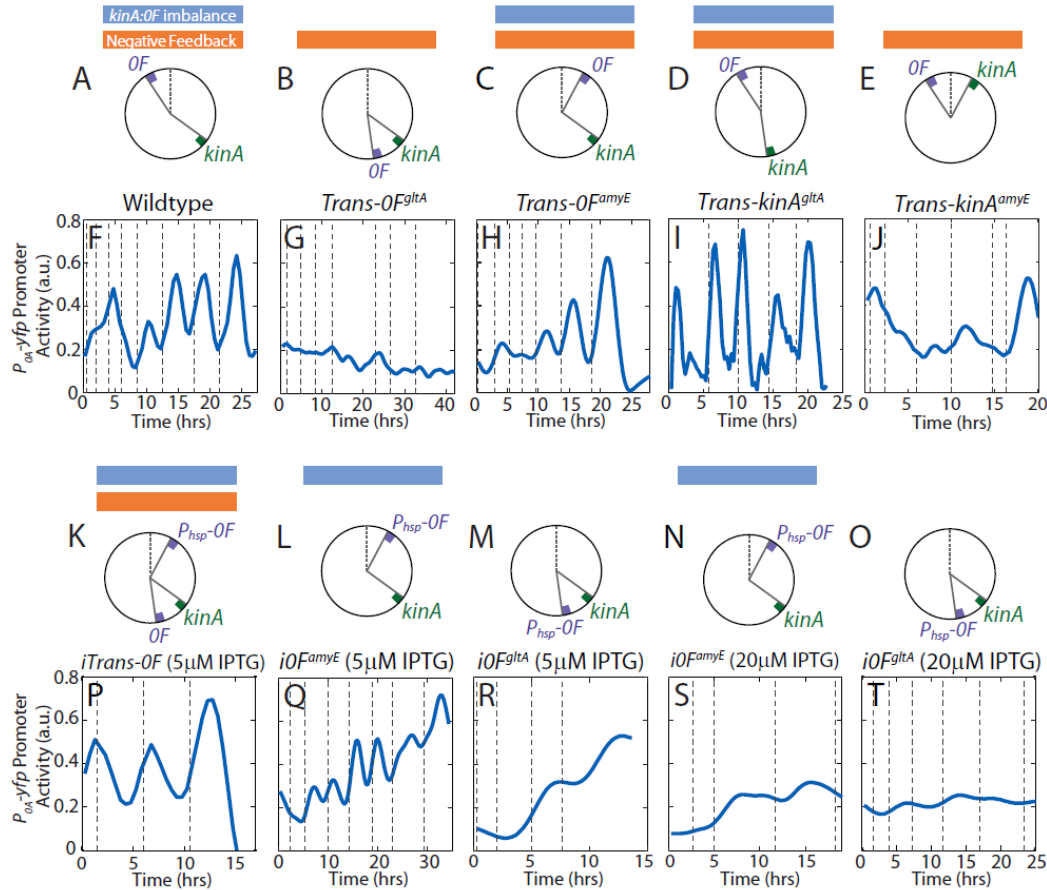 kinA:0F imbalance
Negative Feedback
A B C D E
0F 0F 0F 0F kinA
kinA kinA kinA kinA 0F
Wildtype Trans-0F^gltA Trans-0F^amyE Trans-kinA^gltA Trans-kinA^amyE
F G H I J
P0A-yfp Promoter
Activity (a.u.)
0.8
0.6
0.4
0.2
0
0 5 10 15 20 25 0 10 20 30 40 0 5 10 15 20 25 0 5 10 15 20 25 0 5 10 15 20
Time (hrs) Time (hrs) Time (hrs) Time (hrs) Time (hrs)
K L M N O
Phsp-0F Phsp-0F Phsp-0F Phsp-0F Phsp-0F
kinA kinA kinA kinA kinA
0F
iTrans-0F (5μM IPTG) i0F^amyE (5μM IPTG) i0F^gltA (5μM IPTG) i0F^amyE (20μM IPTG) i0F^gltA (20μM IPTG)
P Q R S T
P0A-yfp Promoter
Activity (a.u.)
0.8
0.6
0.4
0.2
0
0 5 10 15 0 10 20 30 0 5 10 15 0 5 10 15 0 5 10 15 20 25
Time (hrs) Time (hrs) Time (hrs) Time (hrs) Time (hrs)